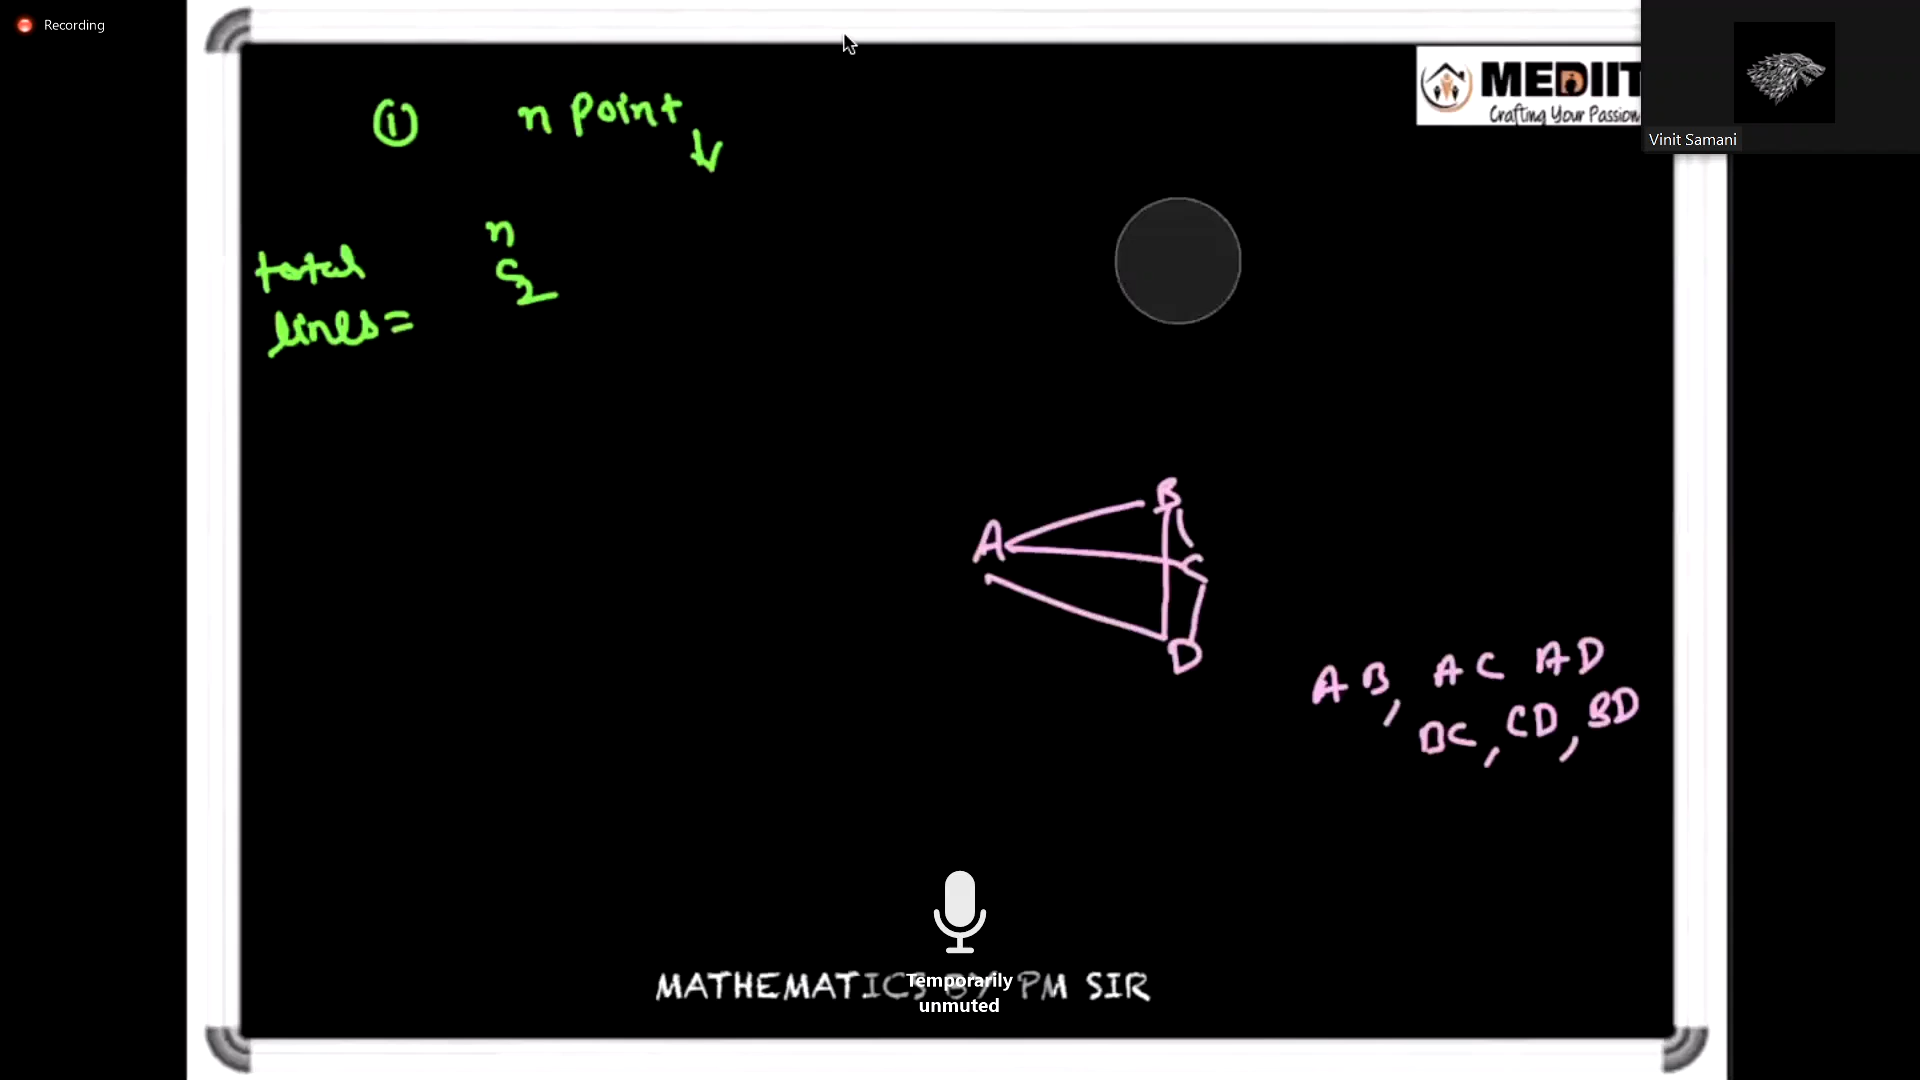 Recording
MEDIIT
Crafting Your Passion
Vinit Samani
① n point
total
lines =
n
C
2
A
B
C
D
AB, AC AD
BC, CD, BD
MATHEMATICS BY PM SIR
Temporarily
unmuted